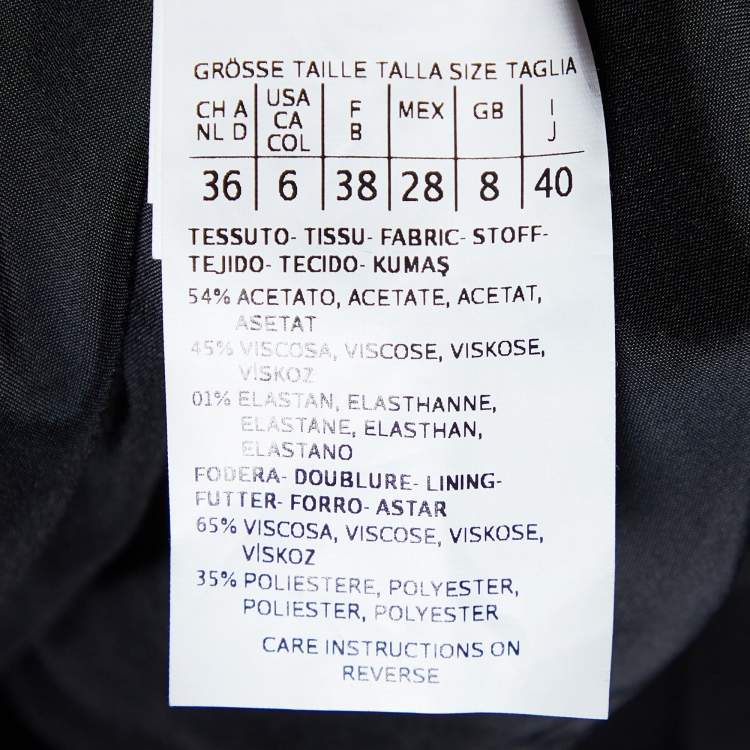 GRÖSSE TAILLE TALLA SIZE TAGLIA
CH A NL D | USA CA COL | F B | MEX | GB | I J
36 | 6 | 38 | 28 | 8 | 40
TESSUTO- TISSU- FABRIC- STOFF-
TEJIDO- TECIDO- KUMAŞ
54% ACETATO, ACETATE, ACETAT,
ASETAT
45% VISCOSA, VISCOSE, VISKOSE,
VİSKOZ
01% ELASTAN, ELASTHANNE,
ELASTANE, ELASTHAN,
ELASTANO
FODERA- DOUBLURE- LINING-
FUTTER- FORRO- ASTAR
65% VISCOSA, VISCOSE, VISKOSE,
VİSKOZ
35% POLIESTERE, POLYESTER,
POLIESTER, POLYESTER
CARE INSTRUCTIONS ON
REVERSE